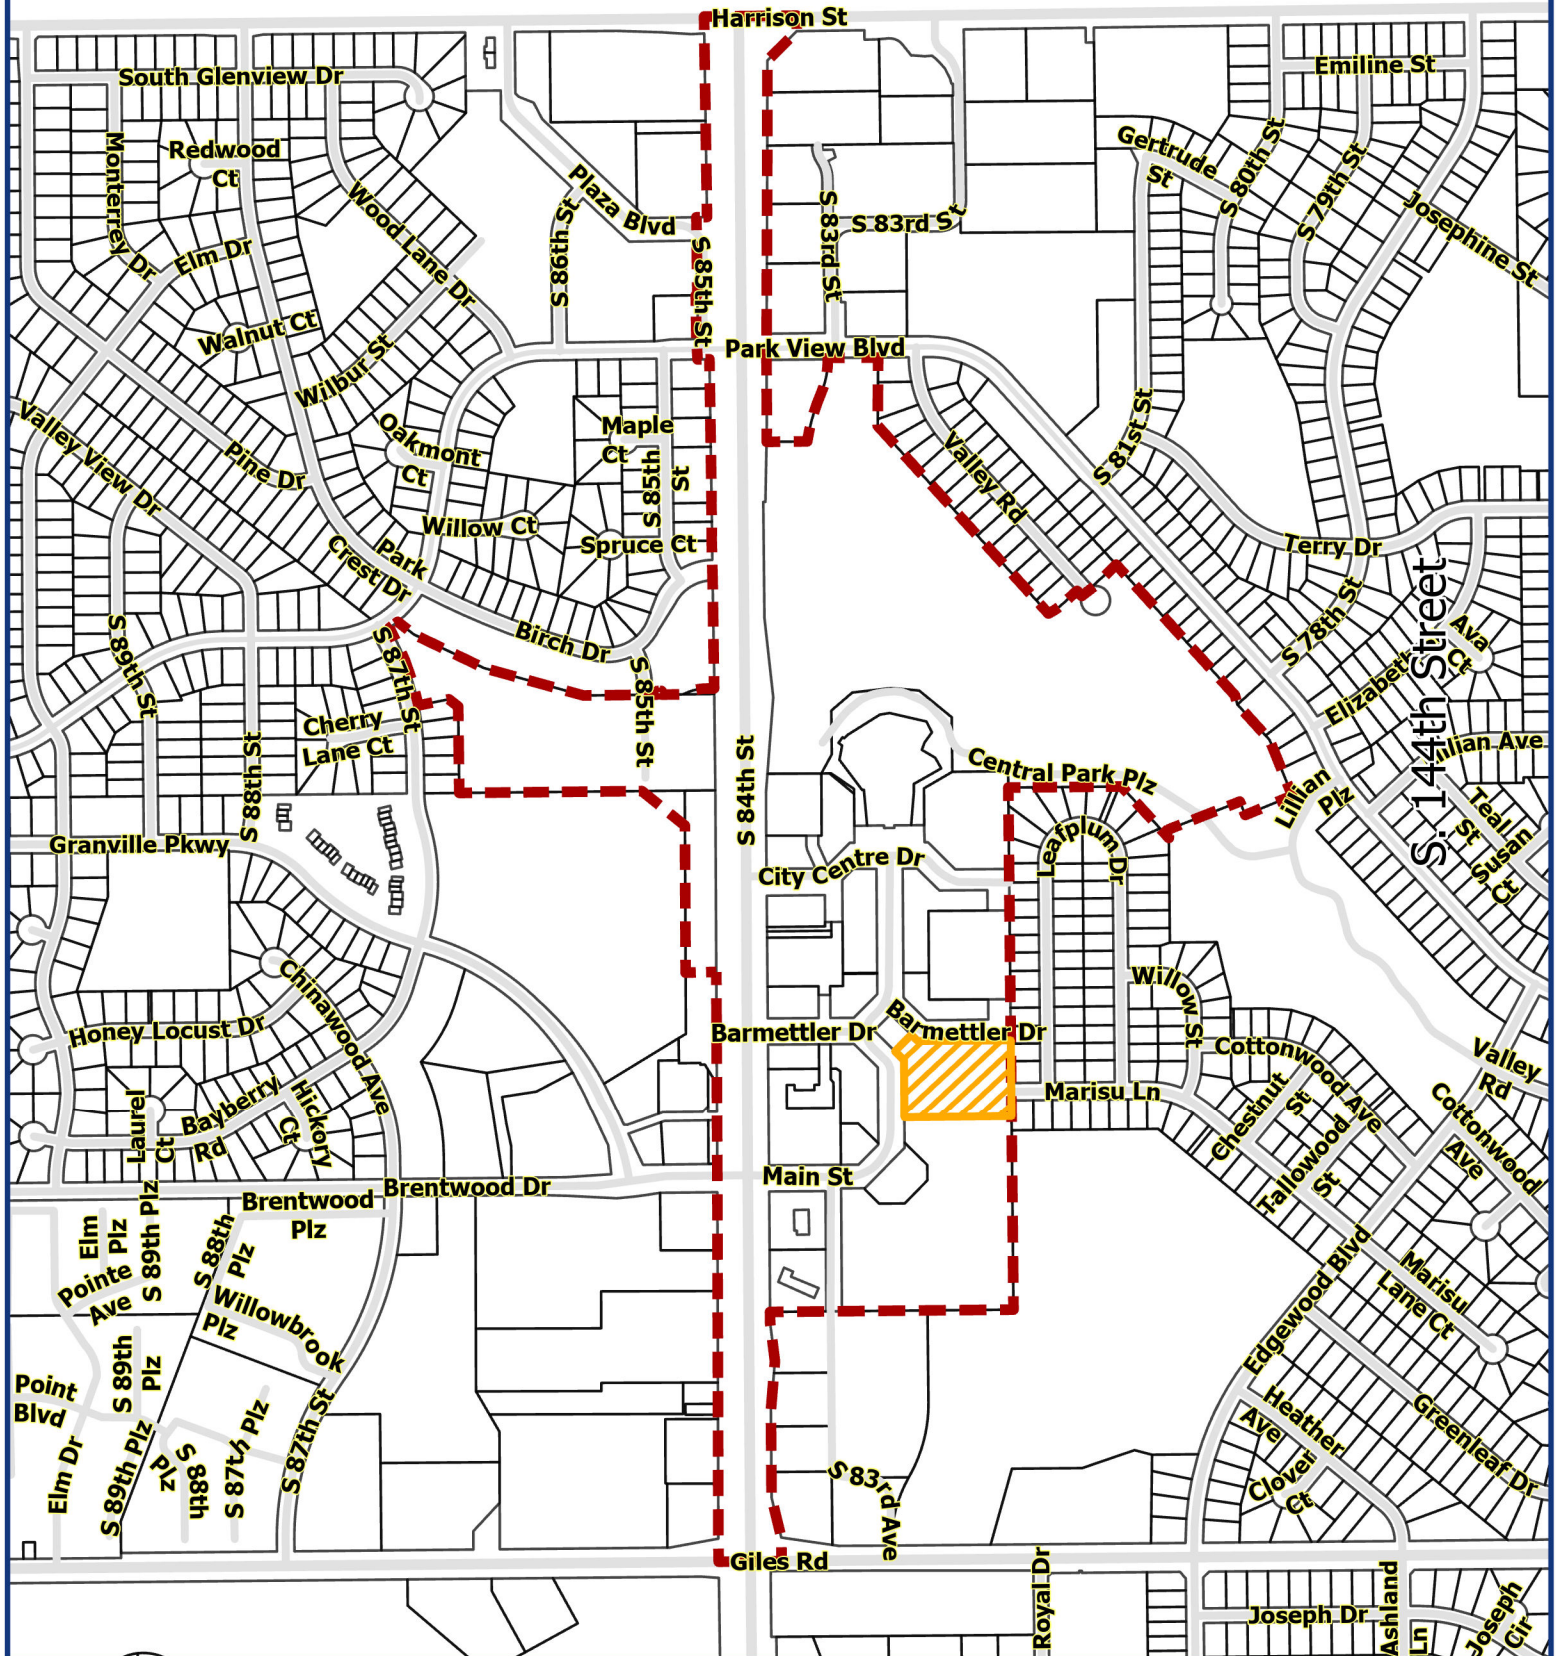 Harrison St
South Glenview Dr
Emiline St
Monterrey Dr
Redwood
Ct
Gertrude
St
S 80th St
S 79th St
Plaza Blvd
Wood Lane Dr
S 86th St
S 83rd St
S 83rd St
Josephine St
Elm Dr
S 85th St
Walnut Ct
Wilbur St
Park View Blvd
Valley View Dr
Pine Dr
Oakmont
Ct
Maple
Ct
S 85th
St
Valley Rd
S 81st St
Willow Ct
Spruce Ct
Terry Dr
Park
Crest Dr
Birch Dr
S 78th St
S. 144th Street
Ava
Ct
Elizabeth
S 89th St
S 87th St
S 85th St
Cherry
Lane Ct
S 88th St
S 84th St
Central Park Plz
Lillian
Plz
Teal
St
Susan
Ct
Granville Pkwy
City Centre Dr
Leafplum Dr
Chinawood Ave
Honey Locust Dr
Willow St
Barmettler Dr
Barmettler Dr
Cottonwood Ave
Valley
Rd
Laurel
Ct
Bayberry
Rd
Hickory
Ct
Marisu Ln
Chestnut
St
Tallowood
St
Cottonwood
Ave
Main St
Brentwood Dr
Brentwood
Plz
Elm
Plz
S 89th Plz
S 88th
Plz
Pointe
Ave
Willowbrook
Plz
Edgewood Blvd
Marisu
Lane Ct
S 89th
Plz
Point
Blvd
Elm Dr
S 89th Plz
S 88th
Plz
S 87th Plz
S 87th St
Heather
Ave
Clover
Ct
Greenleaf Dr
S 83rd Ave
Giles Rd
Royal Dr
Joseph Dr
Ashland
Ln
Joseph
Cir